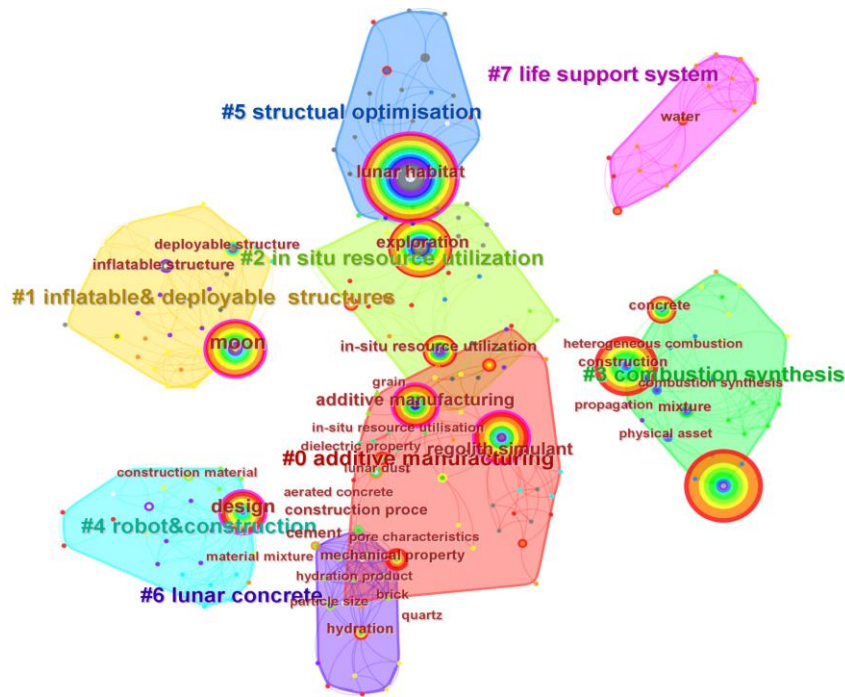 #7 life support system
#5 structual optimisation
water
lunar habitat
deployable structure
exploration
#2 in situ resource utilization
inflatable structure
#1 inflatable& deployable structures
concrete
moon
in-situ resource utilization
heterogeneous combustion
construction
#3 combustion synthesis
grain
combustion synthesis
additive manufacturing
propagation
mixture
in-situ resource utilisation
physical asset
dielectric property
regolith simulant
#0 additive manufacturing
lunar dust
construction material
aerated concrete
design
construction proce
#4 robot&construction
cement
pore characteristics
material mixture
mechanical property
hydration product
#6 lunar concrete
brick
particle size
quartz
hydration